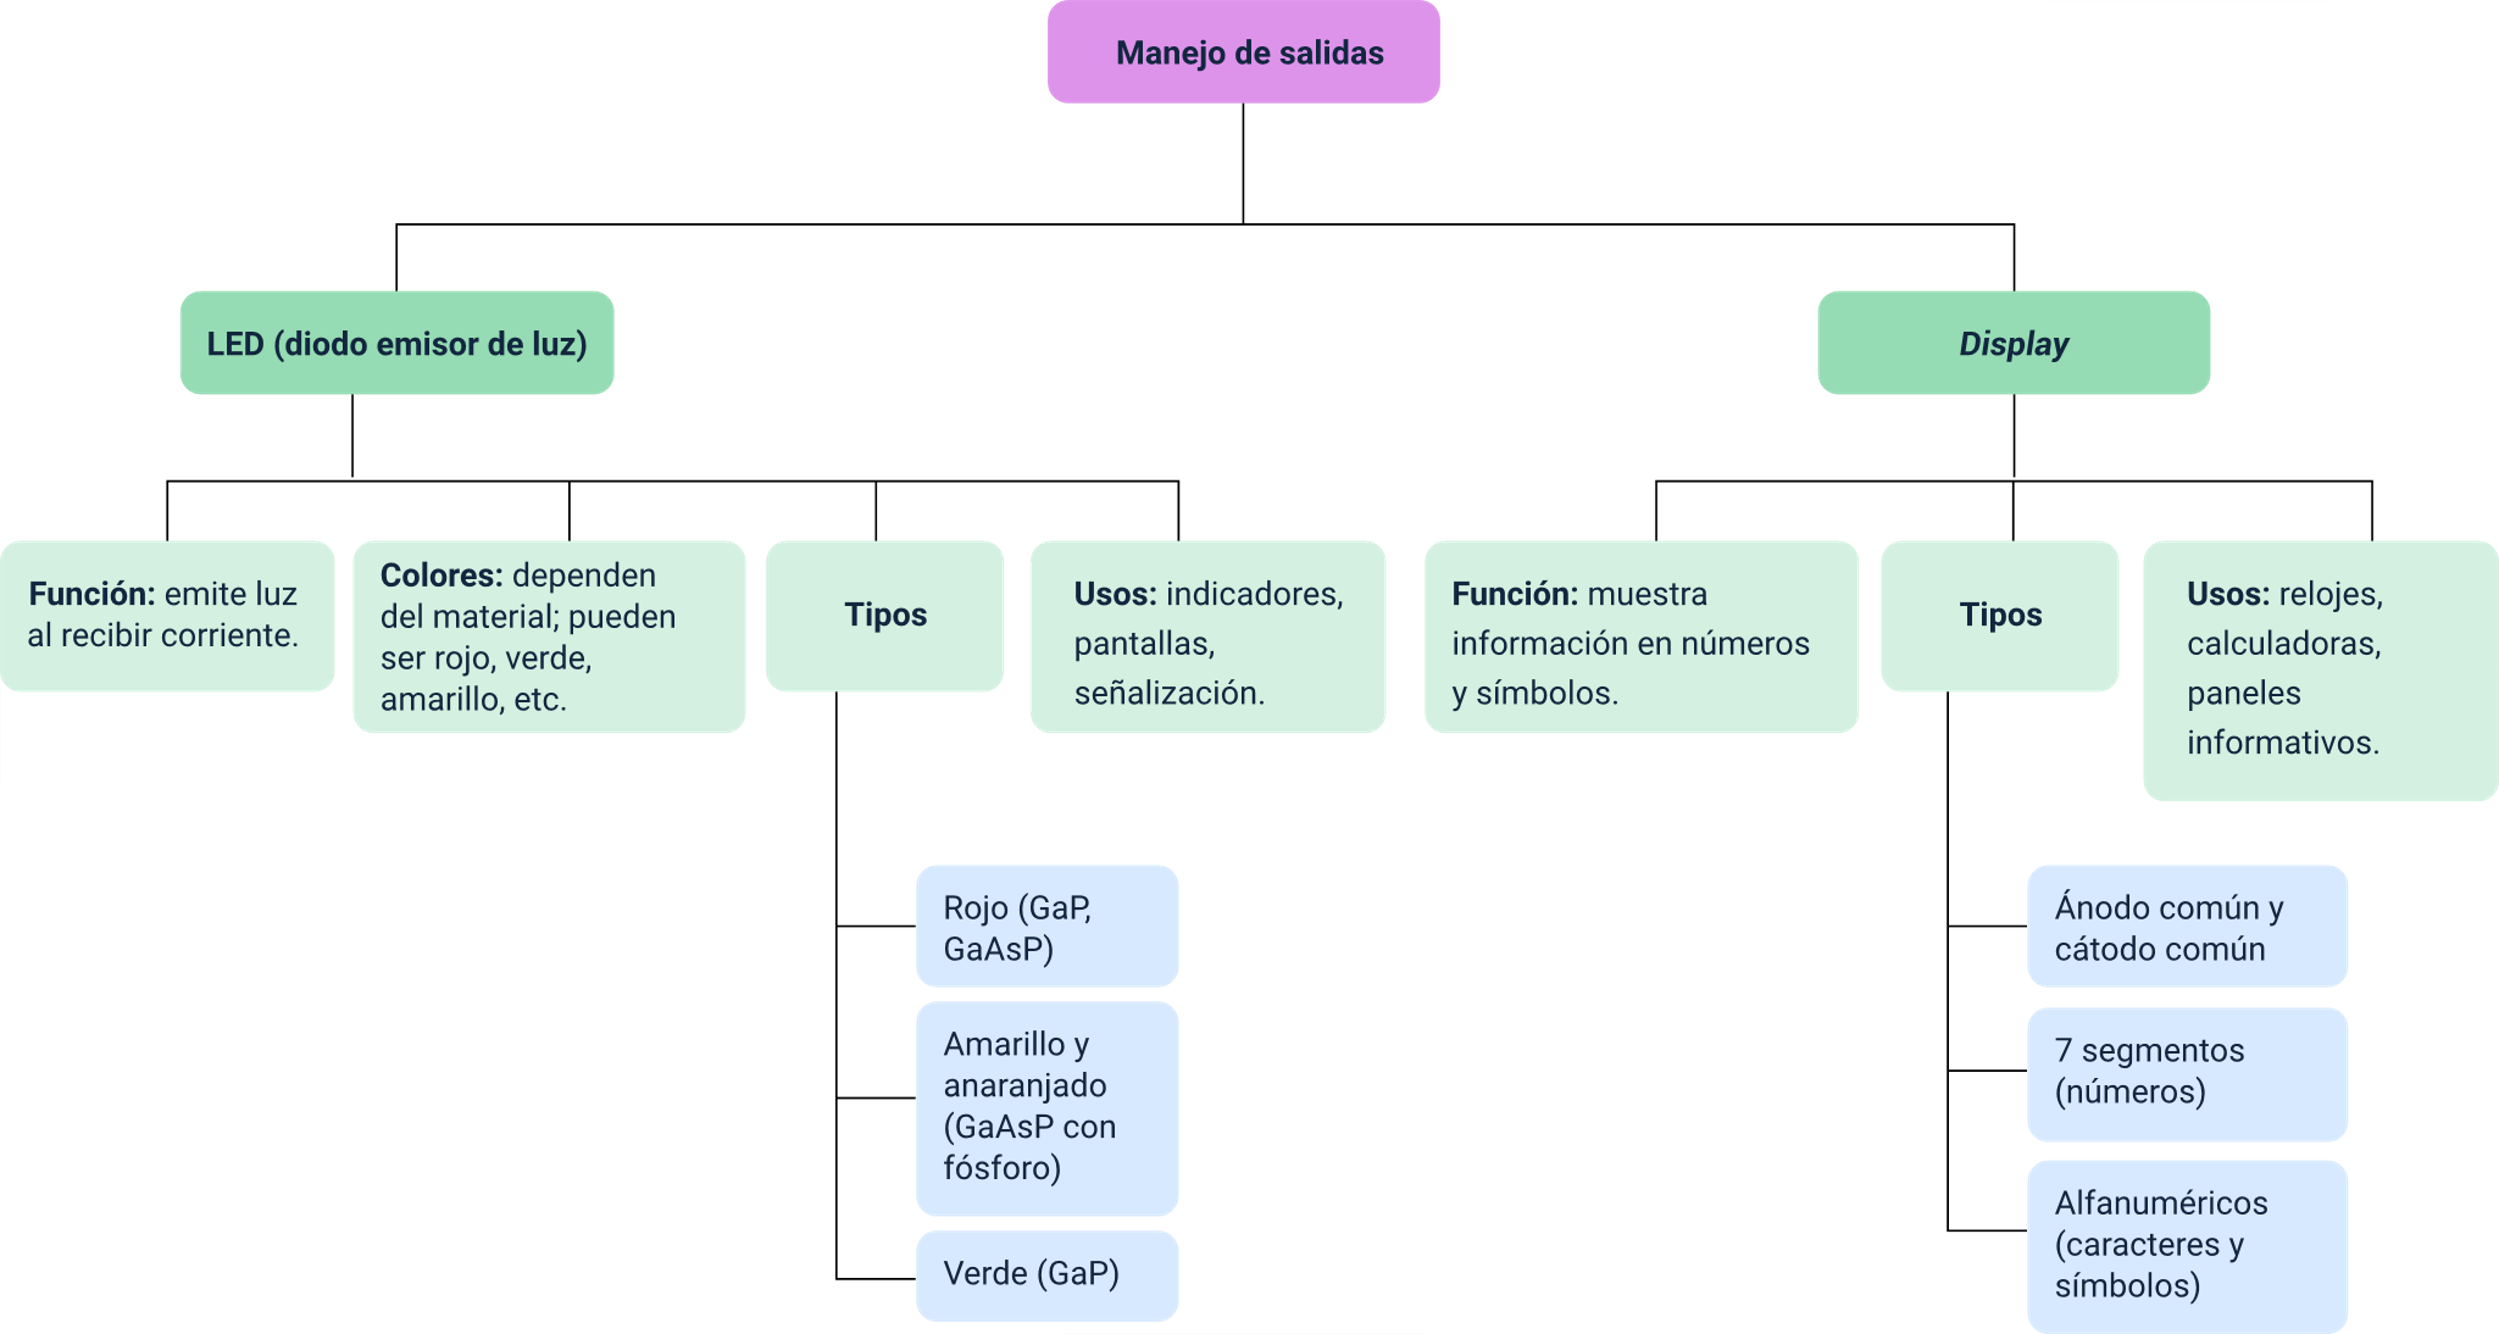 Manejo de salidas
LED (diodo emisor de luz)
Display
Función: emite luz
al recibir corriente.
Colores: dependen
del material; pueden
ser rojo, verde,
amarillo, etc.
Tipos
Usos: indicadores,
pantallas,
señalización.
Función: muestra
información en números
y símbolos.
Tipos
Usos: relojes,
calculadoras,
paneles
informativos.
Rojo (GaP,
GaAsP)
Amarillo y
anaranjado
(GaAsP con
fósforo)
Verde (GaP)
Ánodo común y
cátodo común
7 segmentos
(números)
Alfanuméricos
(caracteres y
símbolos)